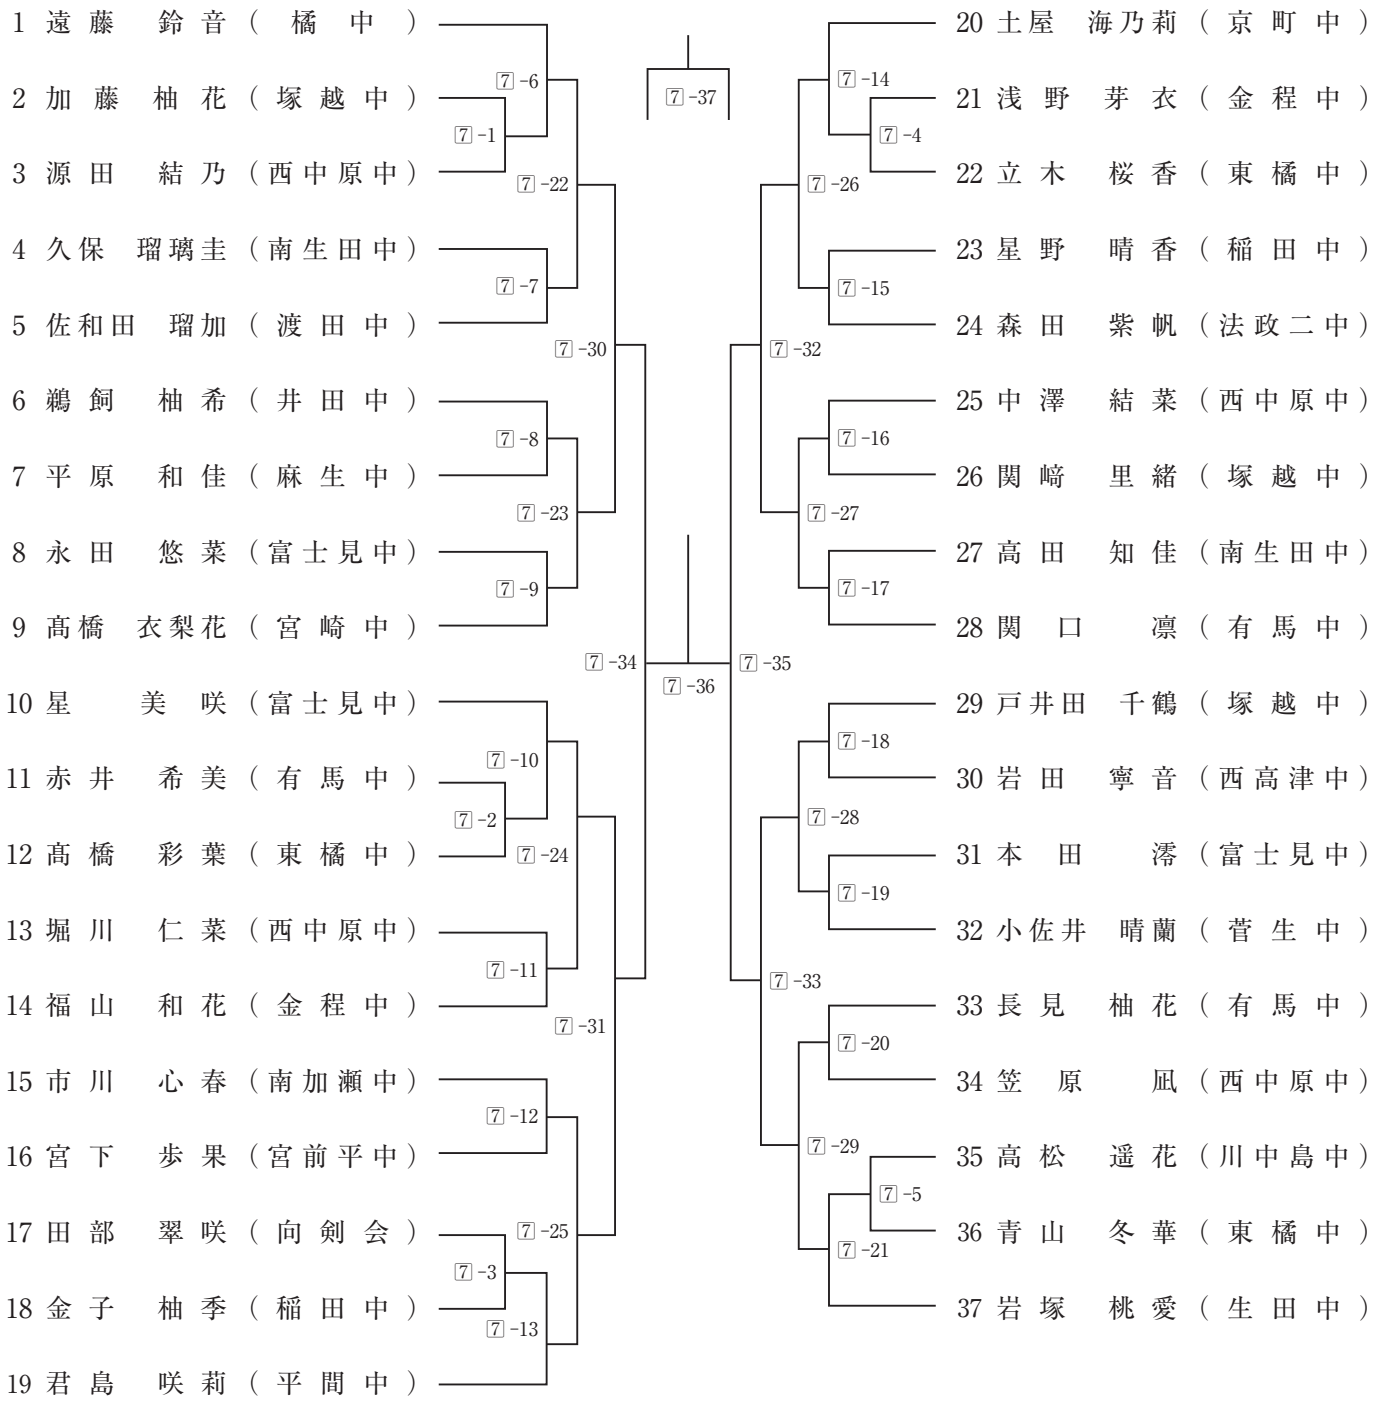 1 遠藤 鈴音 (橘中)
2 加藤 柚花 (塚越中)
3 源田 結乃 (西中原中)
4 久保 瑠璃圭 (南生田中)
5 佐和田 瑠加 (渡田中)
6 鵜飼 柚希 (井田中)
7 平原 和佳 (麻生中)
8 永田 悠菜 (富士見中)
9 髙橋 衣梨花 (宮崎中)
10 星 美咲 (富士見中)
11 赤井 希美 (有馬中)
12 髙橋 彩葉 (東橘中)
13 堀川 仁菜 (西中原中)
14 福山 和花 (金程中)
15 市川 心春 (南加瀬中)
16 宮下 歩果 (宮前平中)
17 田部 翠咲 (向剣会)
18 金子 柚季 (稲田中)
19 君島 咲莉 (平間中)
7-6
7-1
7-22
7-7
7-30
7-8
7-23
7-9
7-34
7-10
7-2
7-24
7-11
7-31
7-12
7-25
7-3
7-13
7-37
7-36
7-14
7-4
7-26
7-15
7-32
7-16
7-27
7-17
7-35
7-18
7-28
7-19
7-33
7-20
7-29
7-5
7-21
20 土屋 海乃莉 (京町中)
21 浅野 芽衣 (金程中)
22 立木 桜香 (東橘中)
23 星野 晴香 (稲田中)
24 森田 紫帆 (法政二中)
25 中澤 結菜 (西中原中)
26 関﨑 里緒 (塚越中)
27 高田 知佳 (南生田中)
28 関口 凛 (有馬中)
29 戸井田 千鶴 (塚越中)
30 岩田 寧音 (西高津中)
31 本田 澪 (富士見中)
32 小佐井 晴蘭 (菅生中)
33 長見 柚花 (有馬中)
34 笠原 凪 (西中原中)
35 高松 遥花 (川中島中)
36 青山 冬華 (東橘中)
37 岩塚 桃愛 (生田中)